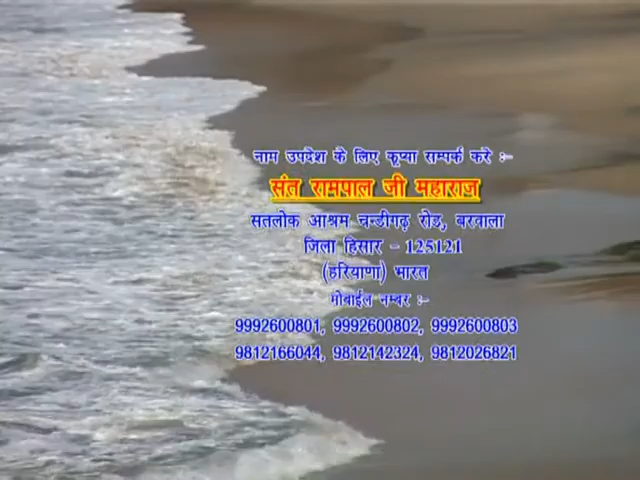 नाम उपदेश के लिए कृप्या सम्पर्क करे :-
संत रामपाल जी महाराज
सतलोक आश्रम चन्डीगढ़ रोड़, बरवाला
जिला हिसार - 125121
(हरियाणा) भारत
मोबाईल नम्बर :-
9992600801, 9992600802, 9992600803
9812166044, 9812142324, 9812026821